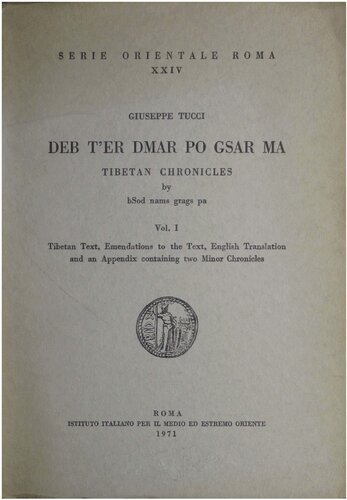 SERIE ORIENTALE ROMA
XXIV
GIUSEPPE TUCCI
DEB T'ER DMAR PO GSAR MA
TIBETAN CHRONICLES
by
bSod nams grags pa
Vol. I
Tibetan Text, Emendations to the Text, English Translation
and an Appendix containing two Minor Chronicles
ROMA
ISTITUTO ITALIANO PER IL MEDIO ED ESTREMO ORIENTE
1971